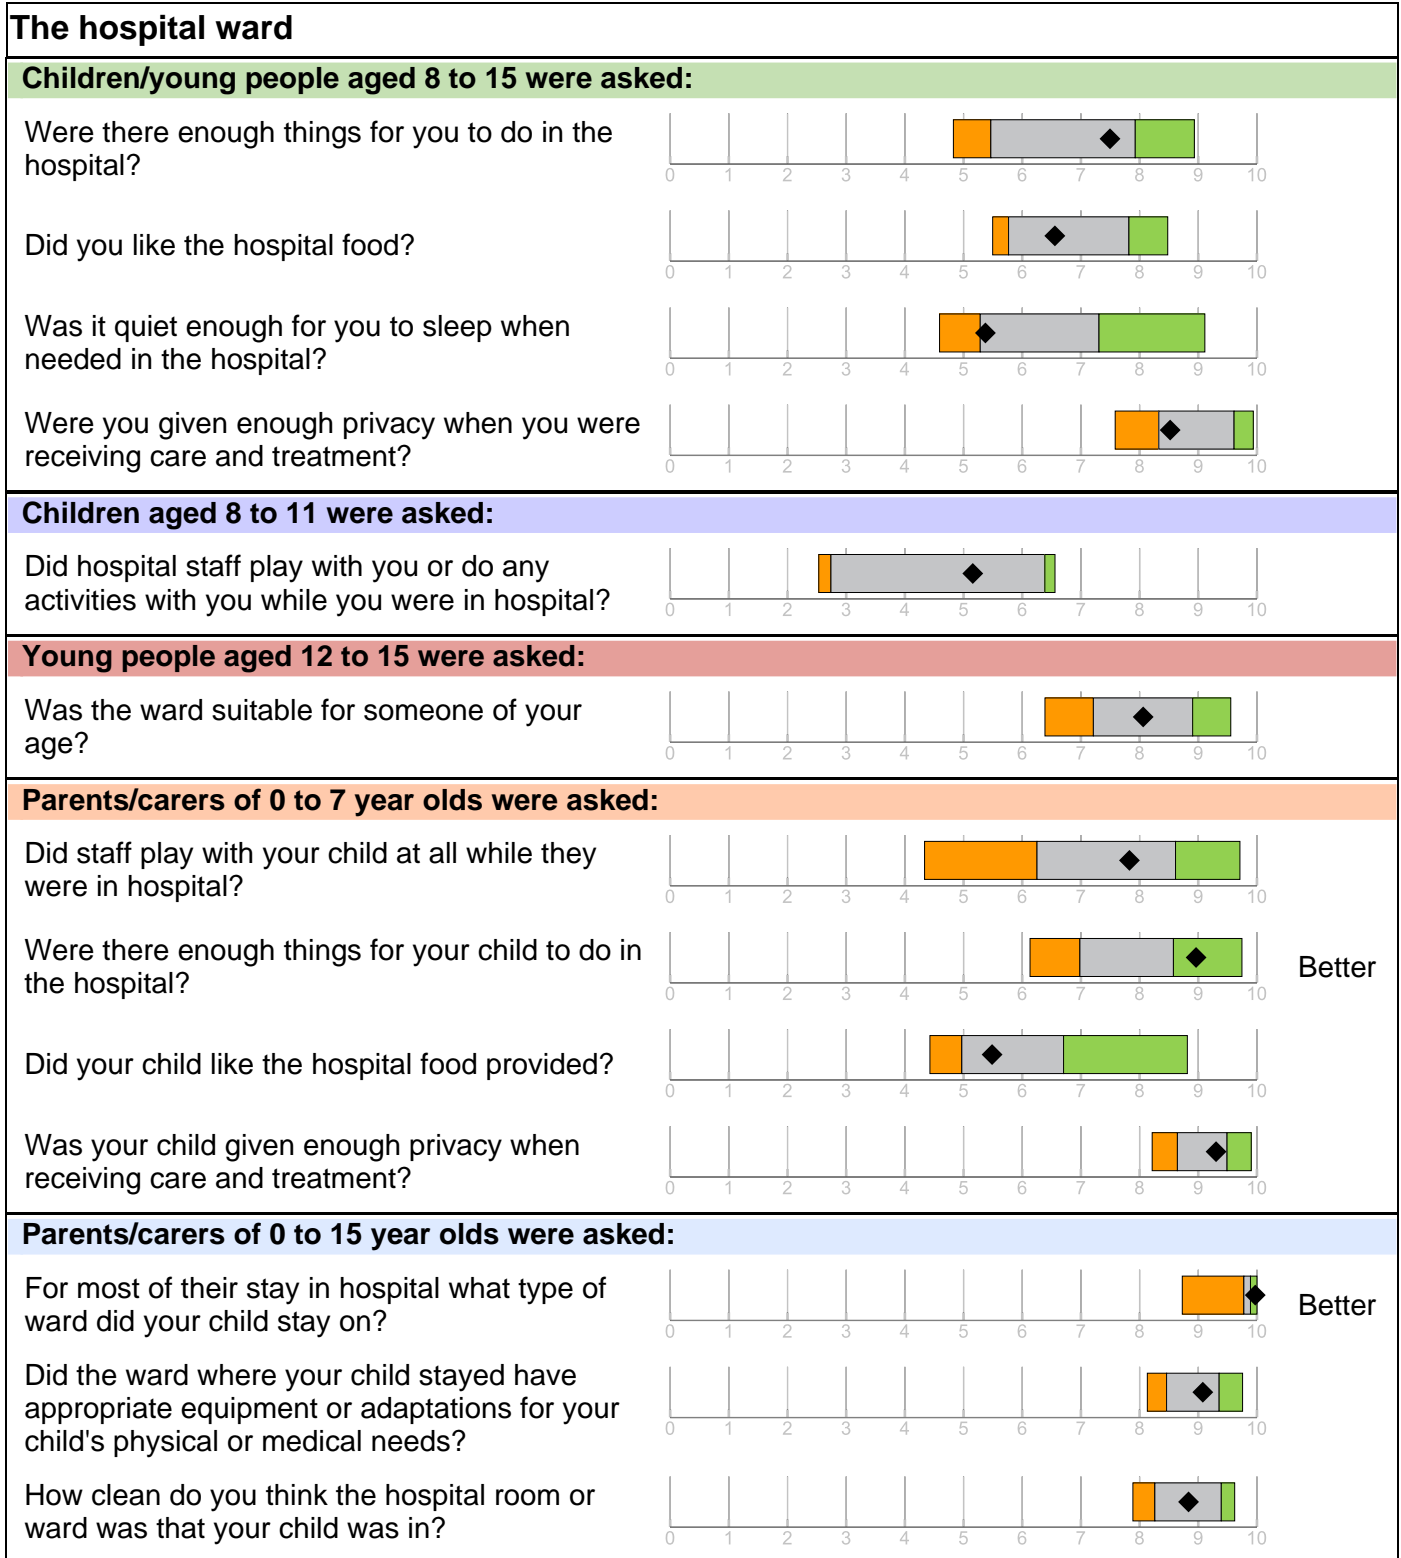 The hospital ward
Children/young people aged 8 to 15 were asked:
Were there enough things for you to do in the
hospital?
0 1 2 3 4 5 6 7 8 9 10
Did you like the hospital food?
0 1 2 3 4 5 6 7 8 9 10
Was it quiet enough for you to sleep when
needed in the hospital?
0 1 2 3 4 5 6 7 8 9 10
Were you given enough privacy when you were
receiving care and treatment?
0 1 2 3 4 5 6 7 8 9 10
Children aged 8 to 11 were asked:
Did hospital staff play with you or do any
activities with you while you were in hospital?
0 1 2 3 4 5 6 7 8 9 10
Young people aged 12 to 15 were asked:
Was the ward suitable for someone of your
age?
0 1 2 3 4 5 6 7 8 9 10
Parents/carers of 0 to 7 year olds were asked:
Did staff play with your child at all while they
were in hospital?
0 1 2 3 4 5 6 7 8 9 10
Were there enough things for your child to do in
the hospital?
0 1 2 3 4 5 6 7 8 9 10
Better
Did your child like the hospital food provided?
0 1 2 3 4 5 6 7 8 9 10
Was your child given enough privacy when
receiving care and treatment?
0 1 2 3 4 5 6 7 8 9 10
Parents/carers of 0 to 15 year olds were asked:
For most of their stay in hospital what type of
ward did your child stay on?
0 1 2 3 4 5 6 7 8 9 10
Better
Did the ward where your child stayed have
appropriate equipment or adaptations for your
child's physical or medical needs?
0 1 2 3 4 5 6 7 8 9 10
How clean do you think the hospital room or
ward was that your child was in?
0 1 2 3 4 5 6 7 8 9 10